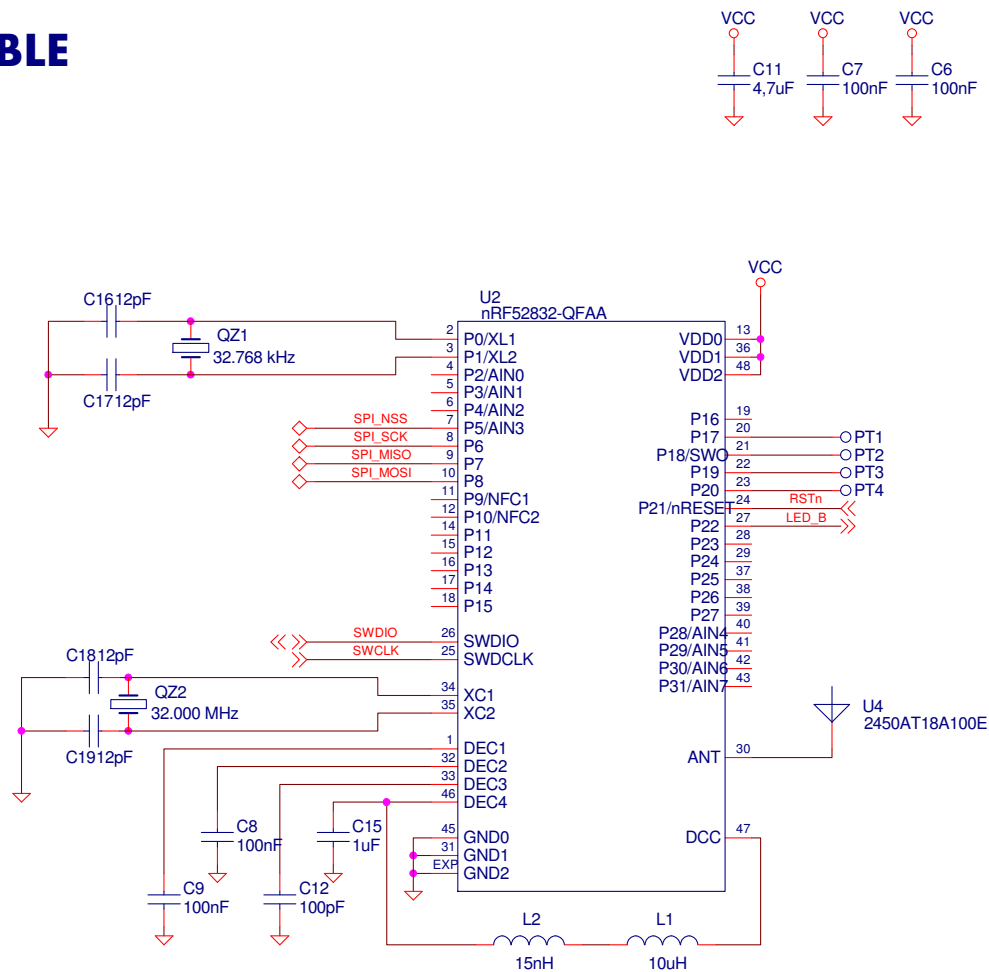 BLE
VCC
VCC
VCC
C11
4,7uF
C7
100nF
C6
100nF
VCC
U2
nRF52832-QFAA
C1612pF
QZ1
32.768 kHz
C1712pF
2 P0/XL1
3 P1/XL2
4 P2/AIN0
5 P3/AIN1
6 P4/AIN2
SPI_NSS 7 P5/AIN3
SPI_SCK 8 P6
SPI_MISO 9 P7
SPI_MOSI 10 P8
11 P9/NFC1
12 P10/NFC2
14 P11
15 P12
16 P13
17 P14
18 P15
SWDIO 26 SWDIO
SWCLK 25 SWDCLK
C1812pF
QZ2
32.000 MHz
C1912pF
34 XC1
35 XC2
1 DEC1
32 DEC2
33 DEC3
46 DEC4
45 GND0
31 GND1
EXP GND2
VDD0 13
VDD1 36
VDD2 48
P16 19
P17 20 PT1
P18/SWO 21 PT2
P19 22 PT3
P20 23 PT4
P21/nRESET 24 RSTn
P22 27 LED_B
P23 28
P24 29
P25 37
P26 38
P27 39
P28/AIN4 40
P29/AIN5 41
P30/AIN6 42
P31/AIN7 43
U4
2450AT18A100E
ANT 30
DCC 47
C8
100nF
C15
1uF
C9
100nF
C12
100pF
L2
15nH
L1
10uH